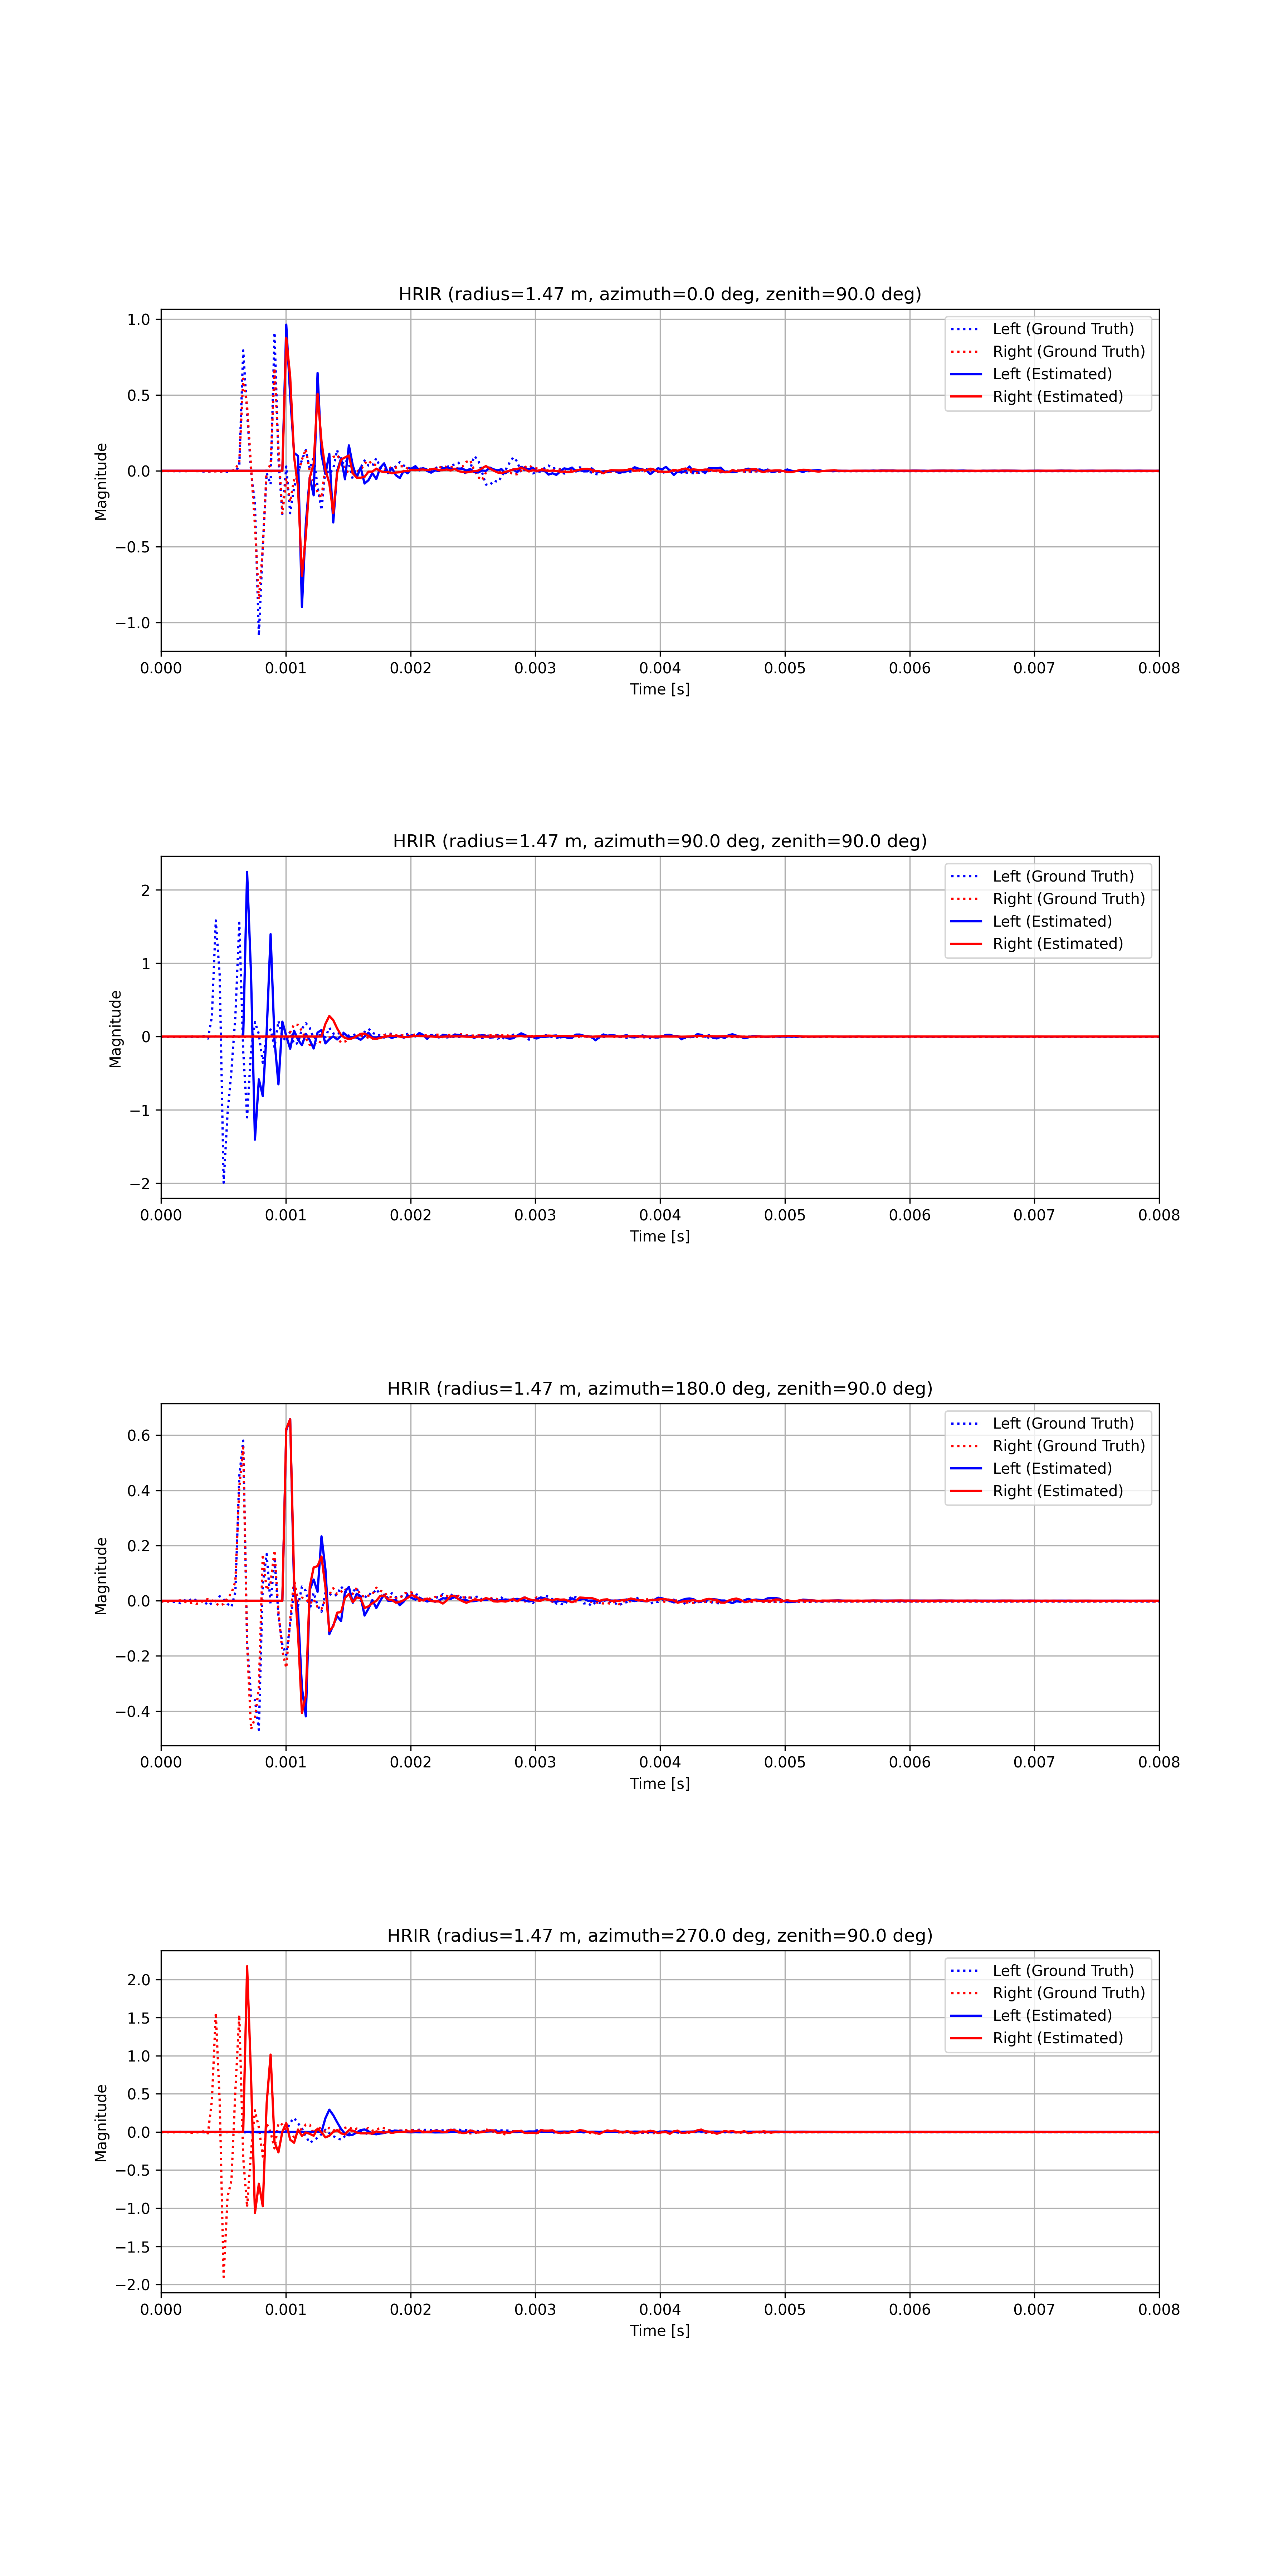 HRIR (radius=1.47 m, azimuth=0.0 deg, zenith=90.0 deg)
1.0
0.5
0.0
−0.5
−1.0
Magnitude
Left (Ground Truth)
Right (Ground Truth)
Left (Estimated)
Right (Estimated)
0.000 0.001 0.002 0.003 0.004 0.005 0.006 0.007 0.008
Time [s]
HRIR (radius=1.47 m, azimuth=90.0 deg, zenith=90.0 deg)
2
1
0
−1
−2
Magnitude
Left (Ground Truth)
Right (Ground Truth)
Left (Estimated)
Right (Estimated)
0.000 0.001 0.002 0.003 0.004 0.005 0.006 0.007 0.008
Time [s]
HRIR (radius=1.47 m, azimuth=180.0 deg, zenith=90.0 deg)
0.6
0.4
0.2
0.0
−0.2
−0.4
Magnitude
Left (Ground Truth)
Right (Ground Truth)
Left (Estimated)
Right (Estimated)
0.000 0.001 0.002 0.003 0.004 0.005 0.006 0.007 0.008
Time [s]
HRIR (radius=1.47 m, azimuth=270.0 deg, zenith=90.0 deg)
2.0
1.5
1.0
0.5
0.0
−0.5
−1.0
−1.5
−2.0
Magnitude
Left (Ground Truth)
Right (Ground Truth)
Left (Estimated)
Right (Estimated)
0.000 0.001 0.002 0.003 0.004 0.005 0.006 0.007 0.008
Time [s]